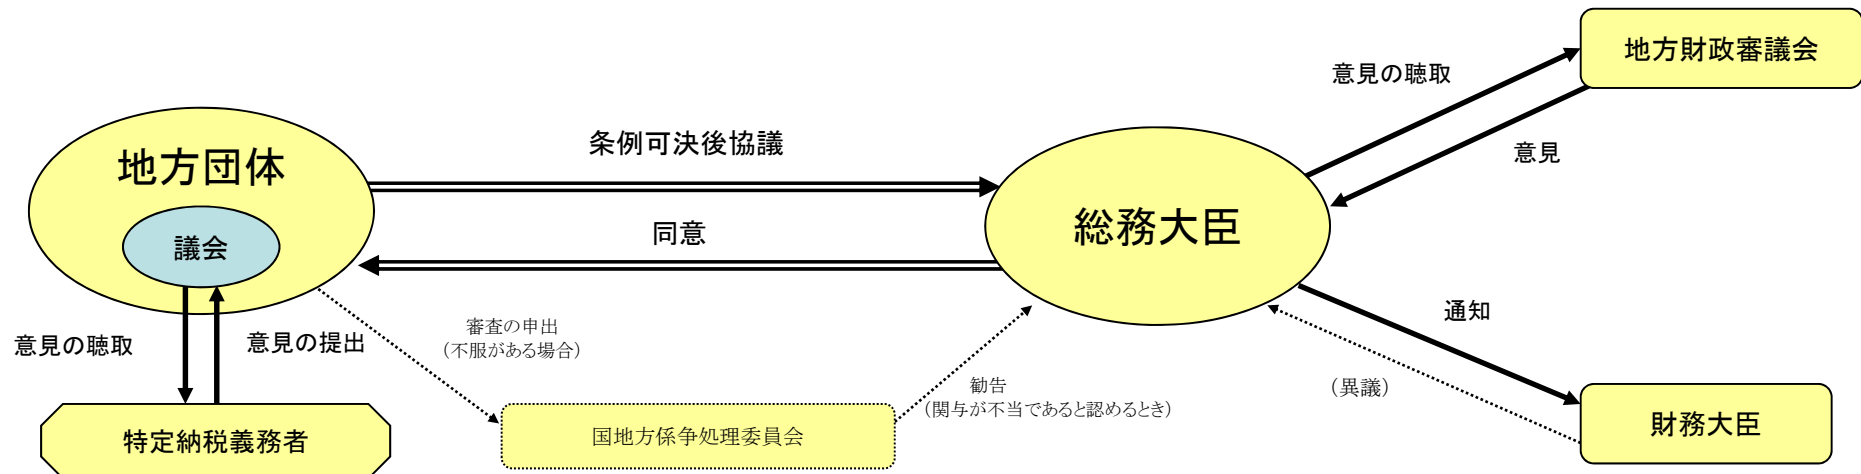 地方財政審議会
意見の聴取
意見
条例可決後協議
地方団体
議会
同意
総務大臣
通知
意見の聴取
意見の提出
審査の申出
(不服がある場合)
勧告
(関与が不当であると認めるとき)
(異議)
特定納税義務者
国地方係争処理委員会
財務大臣